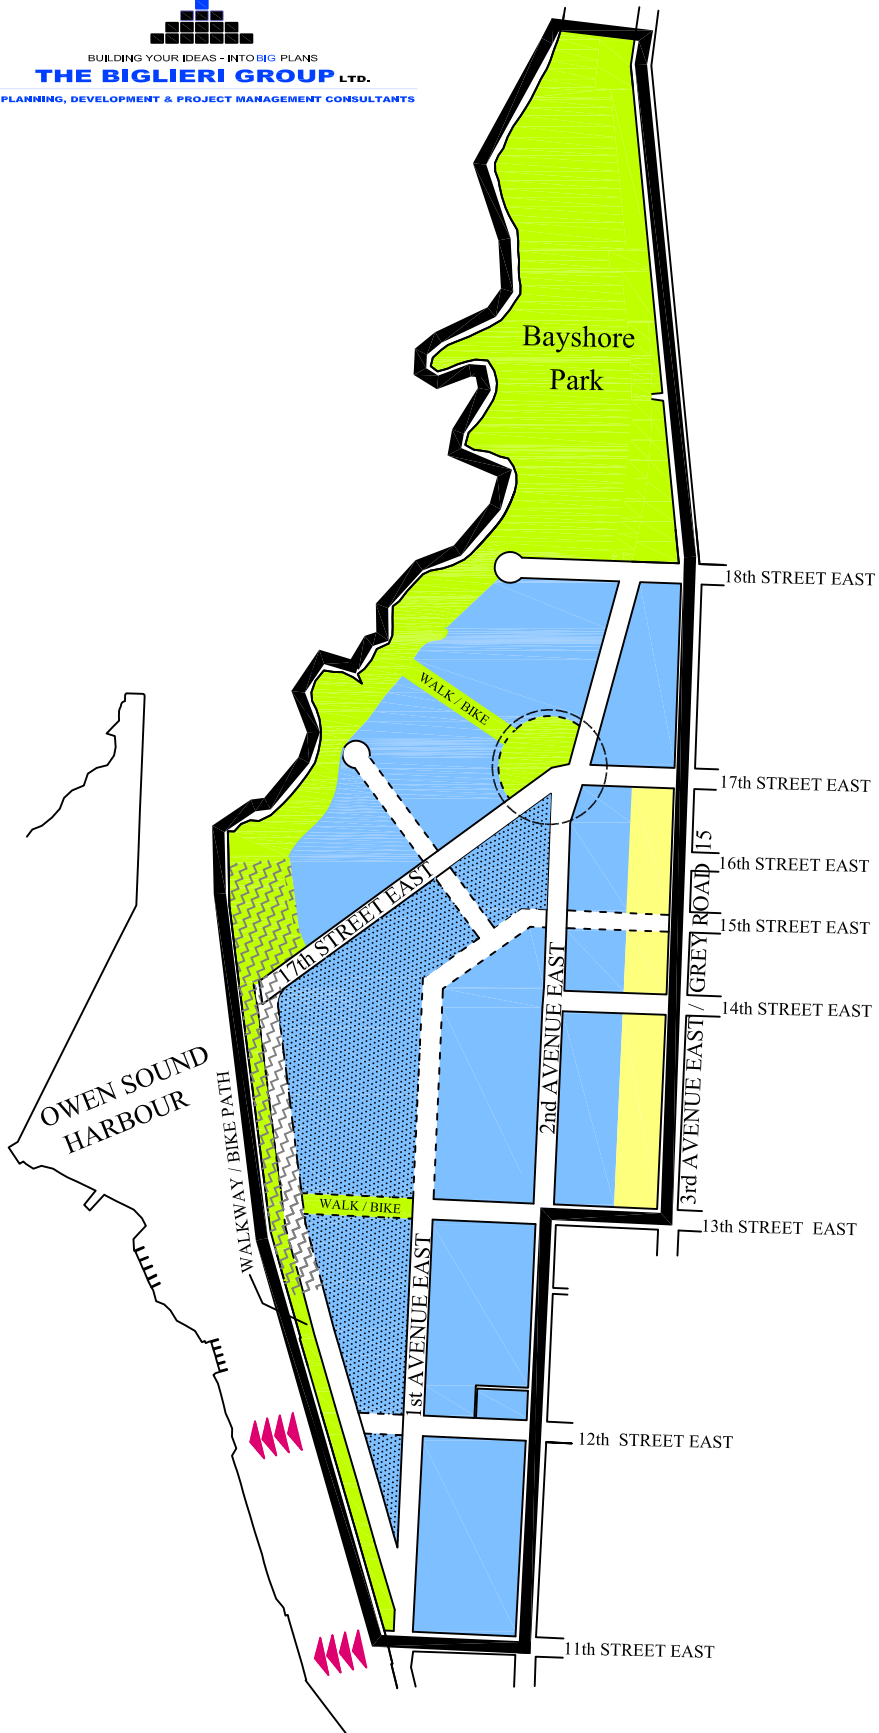 BUILDING YOUR IDEAS - INTO BIG PLANS
THE BIGLIERI GROUP LTD.
PLANNING, DEVELOPMENT & PROJECT MANAGEMENT CONSULTANTS
Bayshore
Park
18th STREET EAST
WALK / BIKE
17th STREET EAST
16th STREET EAST
15th STREET EAST
14th STREET EAST
17th STREET EAST
2nd AVENUE EAST
3rd AVENUE EAST / GREY ROAD 15
OWEN SOUND
HARBOUR
WALKWAY / BIKE PATH
WALK / BIKE
13th STREET EAST
1st AVENUE EAST
12th STREET EAST
11th STREET EAST